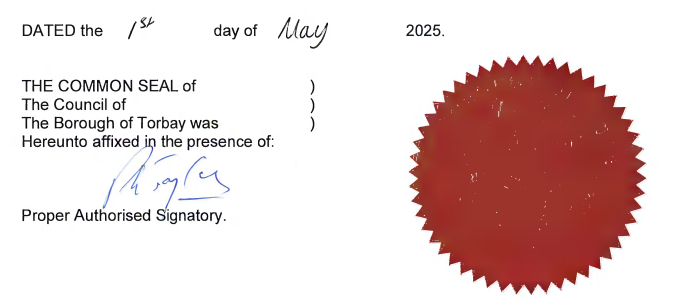 DATED the 1st day of May 2025.
THE COMMON SEAL of )
The Council of )
The Borough of Torbay was )
Hereunto affixed in the presence of:
Proper Authorised Signatory.